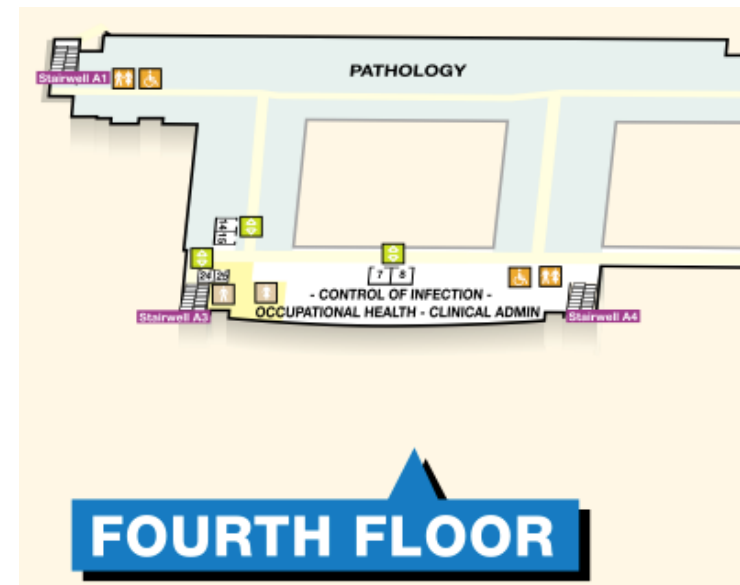 PATHOLOGY
Stairwell A1
14 15
24 25
7 8
- CONTROL OF INFECTION -
OCCUPATIONAL HEALTH - CLINICAL ADMIN
Stairwell A3
Stairwell A4
FOURTH FLOOR